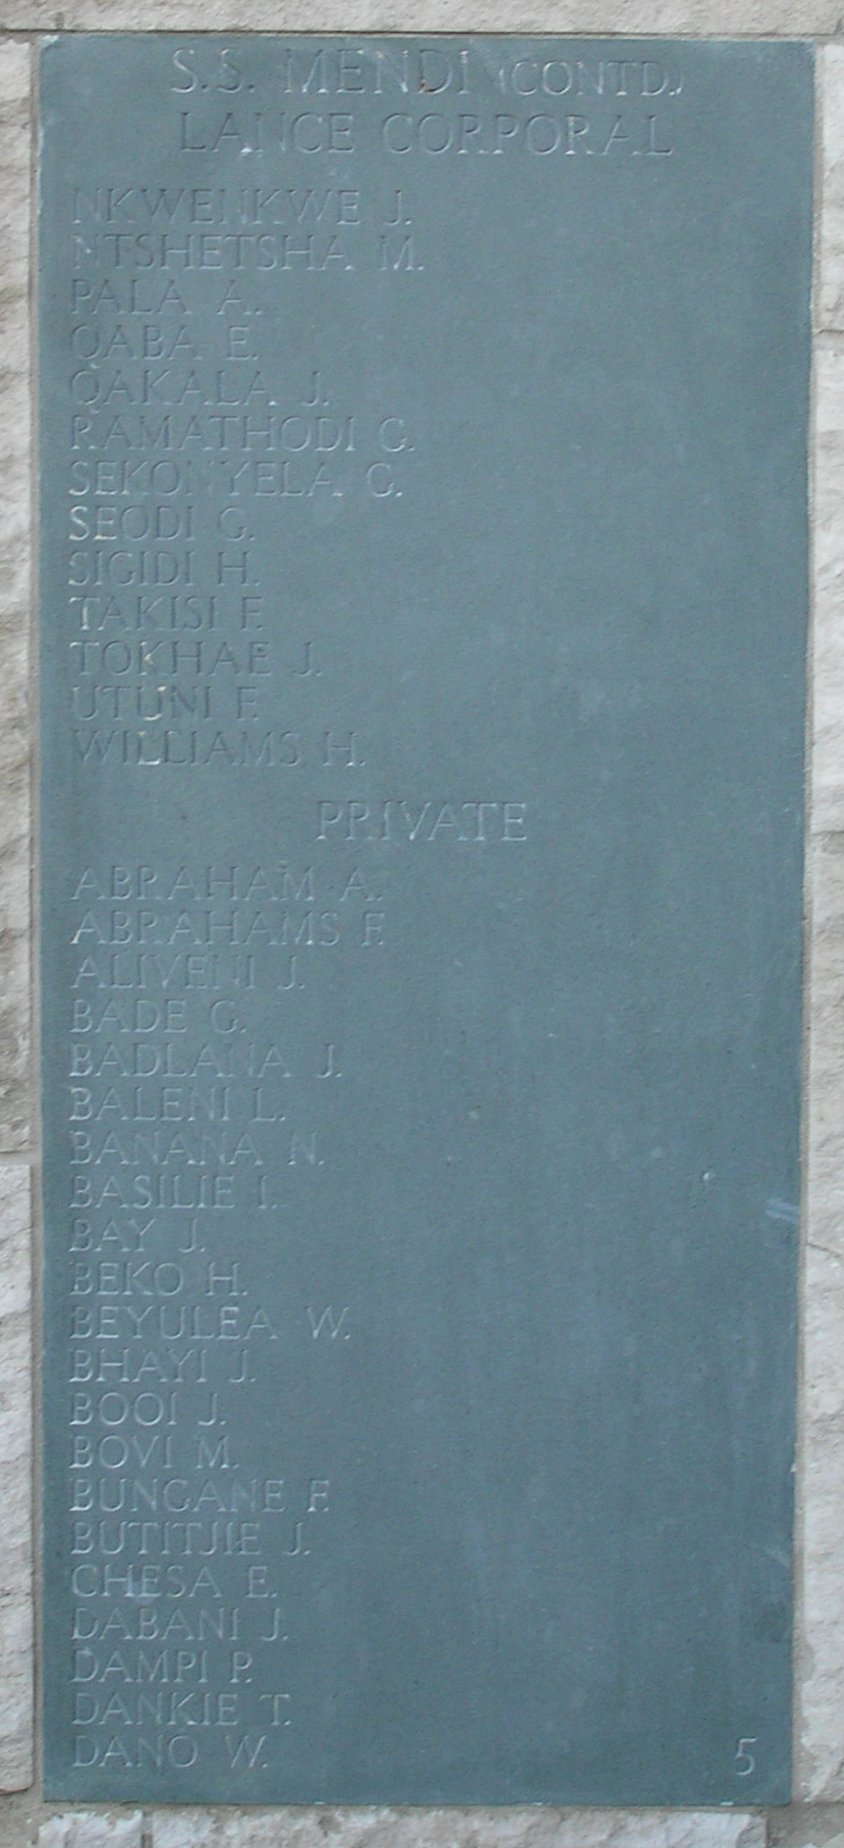 S.S. MENDI (CONTD.)
LANCE CORPORAL
NKWENKWE J.
NTSHETSHA M.
PALA A.
QABA E.
QAKALA J.
RAMATHODI G.
SEKONYELA G.
SEODI G.
SIGIDI H.
TAKISI F.
TOKHAE J.
UTUNI F.
WILLIAMS H.
PRIVATE
ABRAHAM A.
ABRAHAMS F.
ALIVENI J.
BADE G.
BADLANA J.
BALENI L.
BANANA N.
BASILIE I.
BAY J.
BEKO H.
BEYULEA W.
BHAYI J.
BOOI J.
BOVI M.
BUNGANE F.
BUTITJIE J.
CHESA E.
DABANI J.
DAMPI P.
DANKIE T.
DANO W.
5